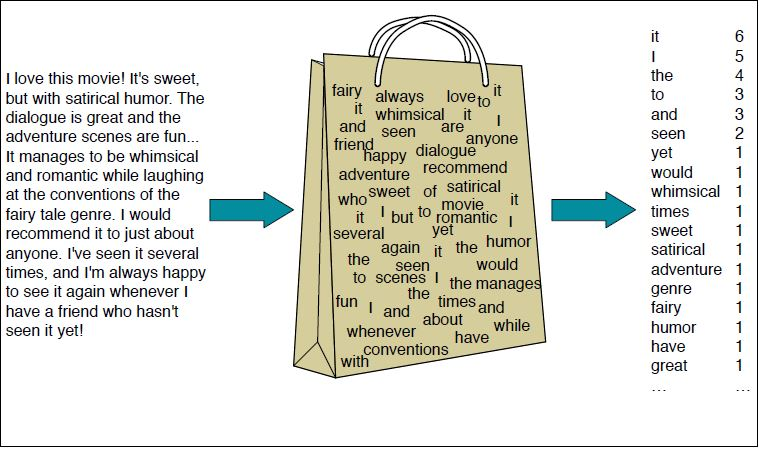 I love this movie! It's sweet,
but with satirical humor. The
dialogue is great and the
adventure scenes are fun...
It manages to be whimsical
and romantic while laughing
at the conventions of the
fairy tale genre. I would
recommend it to just about
anyone. I've seen it several
times, and I'm always happy
to see it again whenever I
have a friend who hasn't
seen it yet!
fairy always love to it
it whimsical it I
and seen are anyone
friend happy dialogue
adventure recommend
who sweet of satirical
it I but to romantic movie it I
several yet
again it the humor
the seen would
to scenes I the manages
fun I the times and
and about
whenever have while
conventions
with
it 6
I 5
the 4
to 3
and 3
seen 2
yet 1
would 1
whimsical 1
times 1
sweet 1
satirical 1
adventure 1
genre 1
fairy 1
humor 1
have 1
great 1
... ...